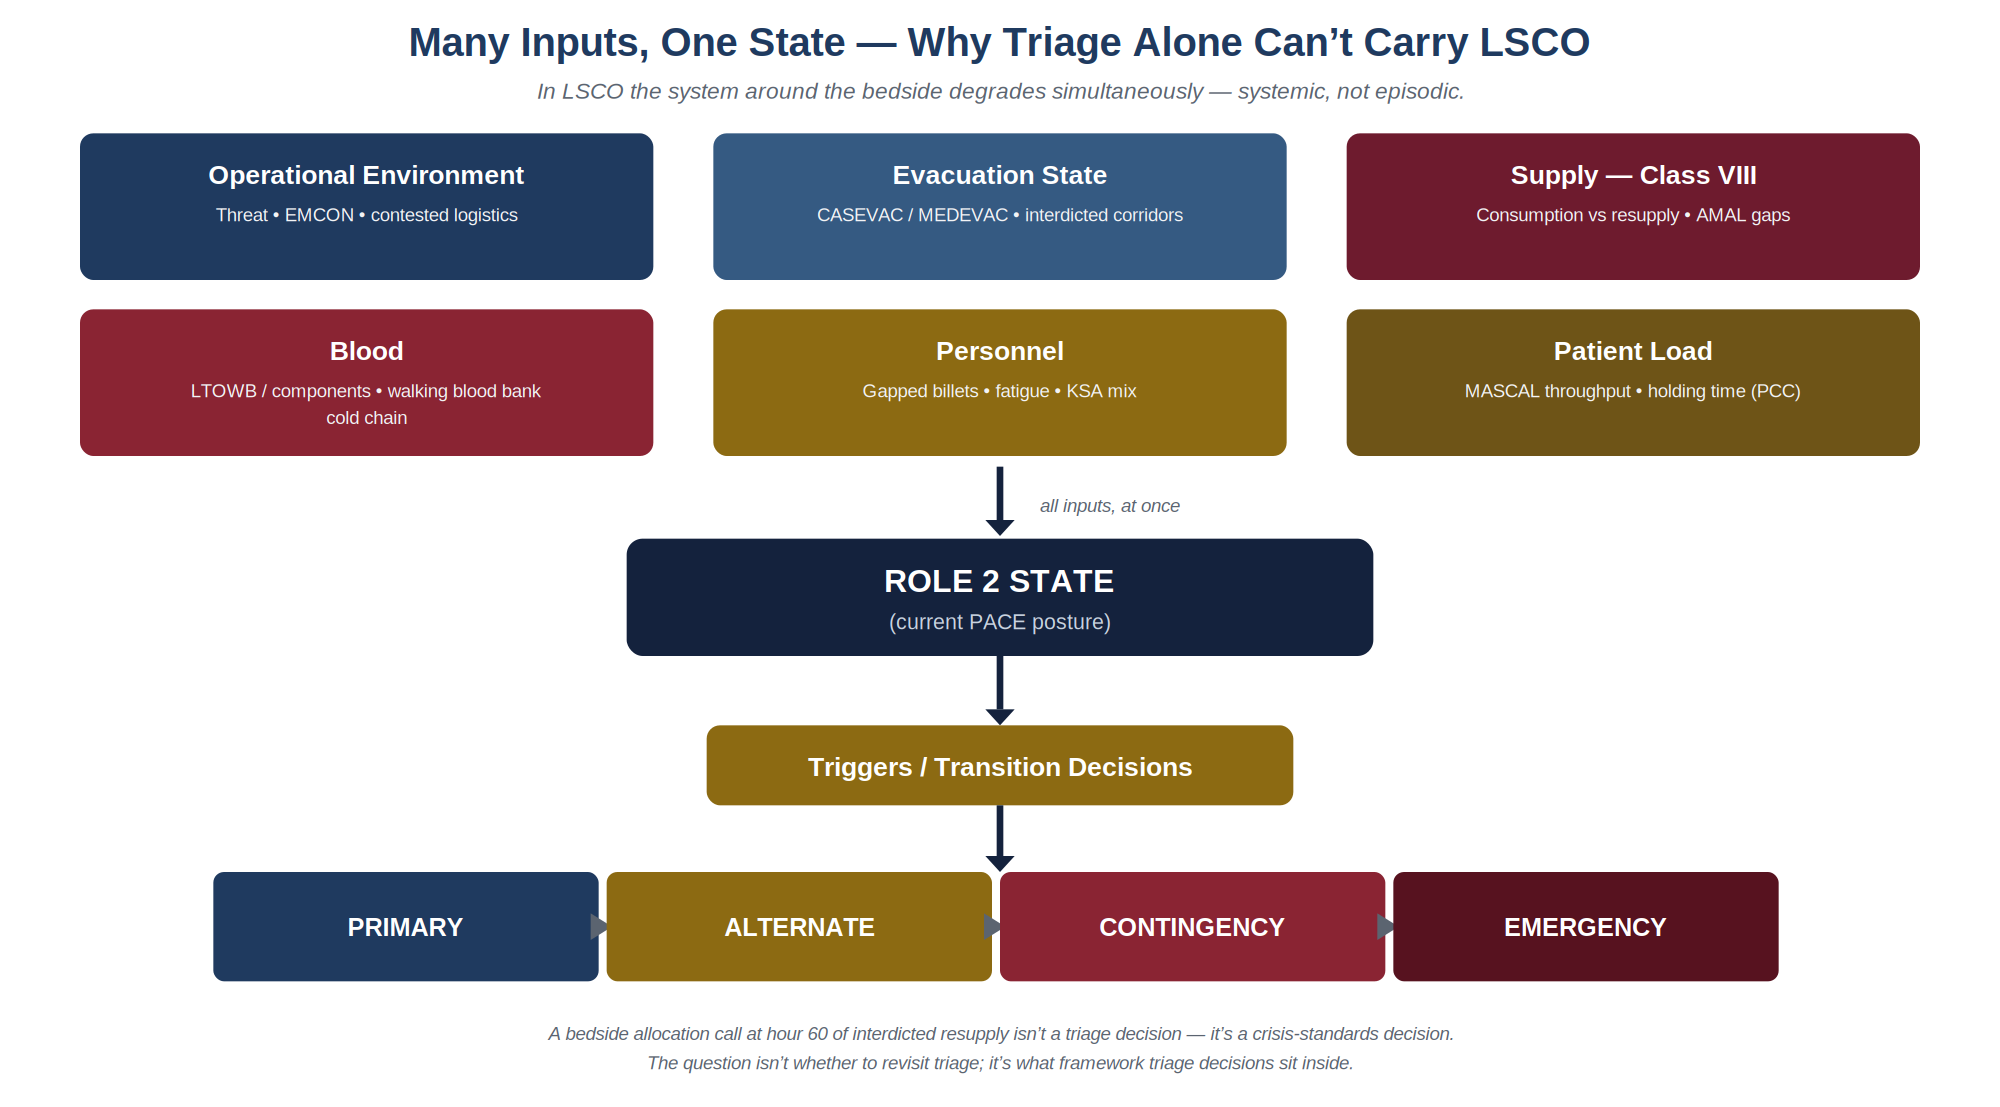 Many Inputs, One State — Why Triage Alone Can’t Carry LSCO
In LSCO the system around the bedside degrades simultaneously — systemic, not episodic.
Operational Environment
Threat • EMCON • contested logistics
Evacuation State
CASEVAC / MEDEVAC • interdicted corridors
Supply — Class VIII
Consumption vs resupply • AMAL gaps
Blood
LTOWB / components • walking blood bank
cold chain
Personnel
Gapped billets • fatigue • KSA mix
Patient Load
MASCAL throughput • holding time (PCC)
all inputs, at once
ROLE 2 STATE
(current PACE posture)
Triggers / Transition Decisions
PRIMARY
ALTERNATE
CONTINGENCY
EMERGENCY
A bedside allocation call at hour 60 of interdicted resupply isn’t a triage decision — it’s a crisis-standards decision.
The question isn’t whether to revisit triage; it’s what framework triage decisions sit inside.